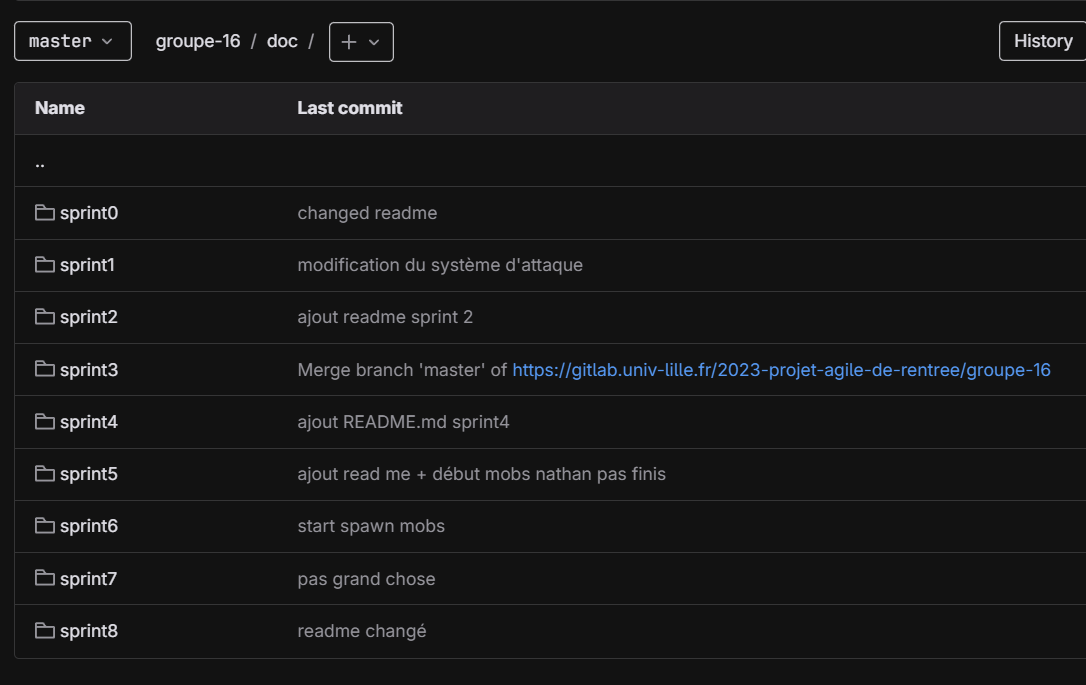 master groupe-16 / doc / + History
Name Last commit
..
sprint0 changed readme
sprint1 modification du système d'attaque
sprint2 ajout readme sprint 2
sprint3 Merge branch 'master' of https://gitlab.univ-lille.fr/2023-projet-agile-de-rentree/groupe-16
sprint4 ajout README.md sprint4
sprint5 ajout read me + début mobs nathan pas finis
sprint6 start spawn mobs
sprint7 pas grand chose
sprint8 readme changé